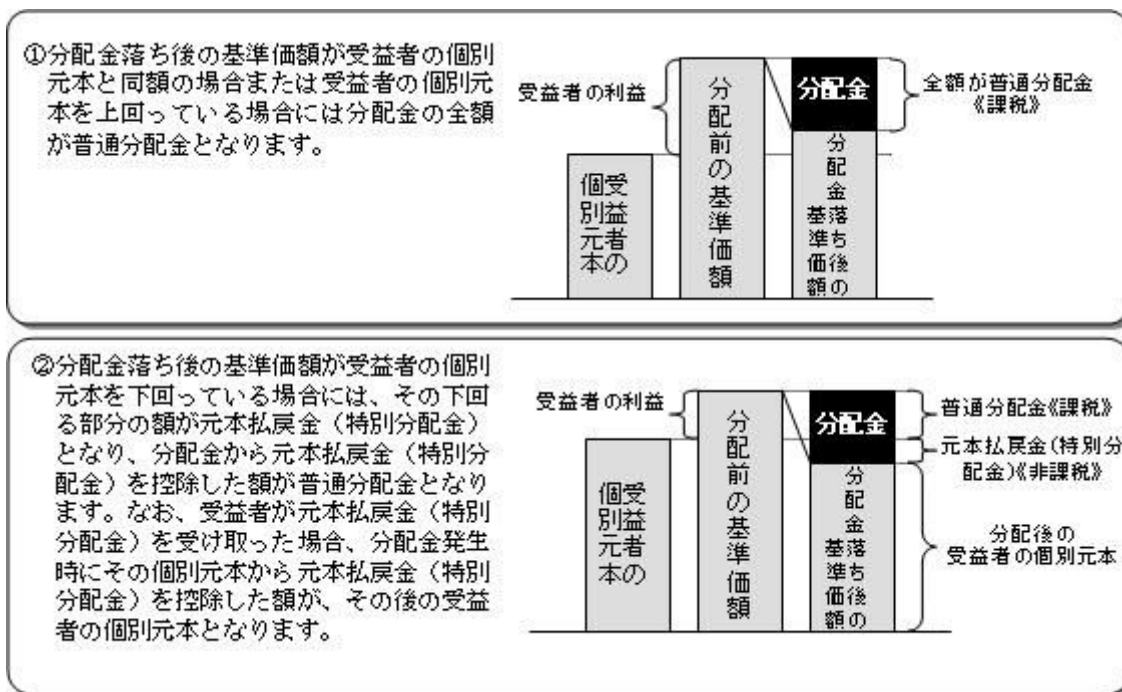 ①分配金落ち後の基準価額が受益者の個別
元本と同額の場合または受益者の個別元
本を上回っている場合には分配金の全額
が普通分配金となります。
受益者の利益
個別元本
受益者の
分配前の基準価額
分配金
分配金落ち後の
基準価額
全額が普通分配金
《課税》
②分配金落ち後の基準価額が受益者の個別
元本を下回っている場合には、その下回
る部分の額が元本払戻金（特別分配金）
となり、分配金から元本払戻金（特別分
配金）を控除した額が普通分配金となり
ます。なお、受益者が元本払戻金（特別
分配金）を受け取った場合、分配金発生
時にその個別元本から元本払戻金（特別
分配金）を控除した額が、その後の受益
者の個別元本となります。
受益者の利益
受益者の
個別元本
分配前の基準価額
分配金
分配金落ち後の
基準価額
普通分配金《課税》
元本払戻金(特別分
配金)《非課税》
分配後の
受益者の個別元本